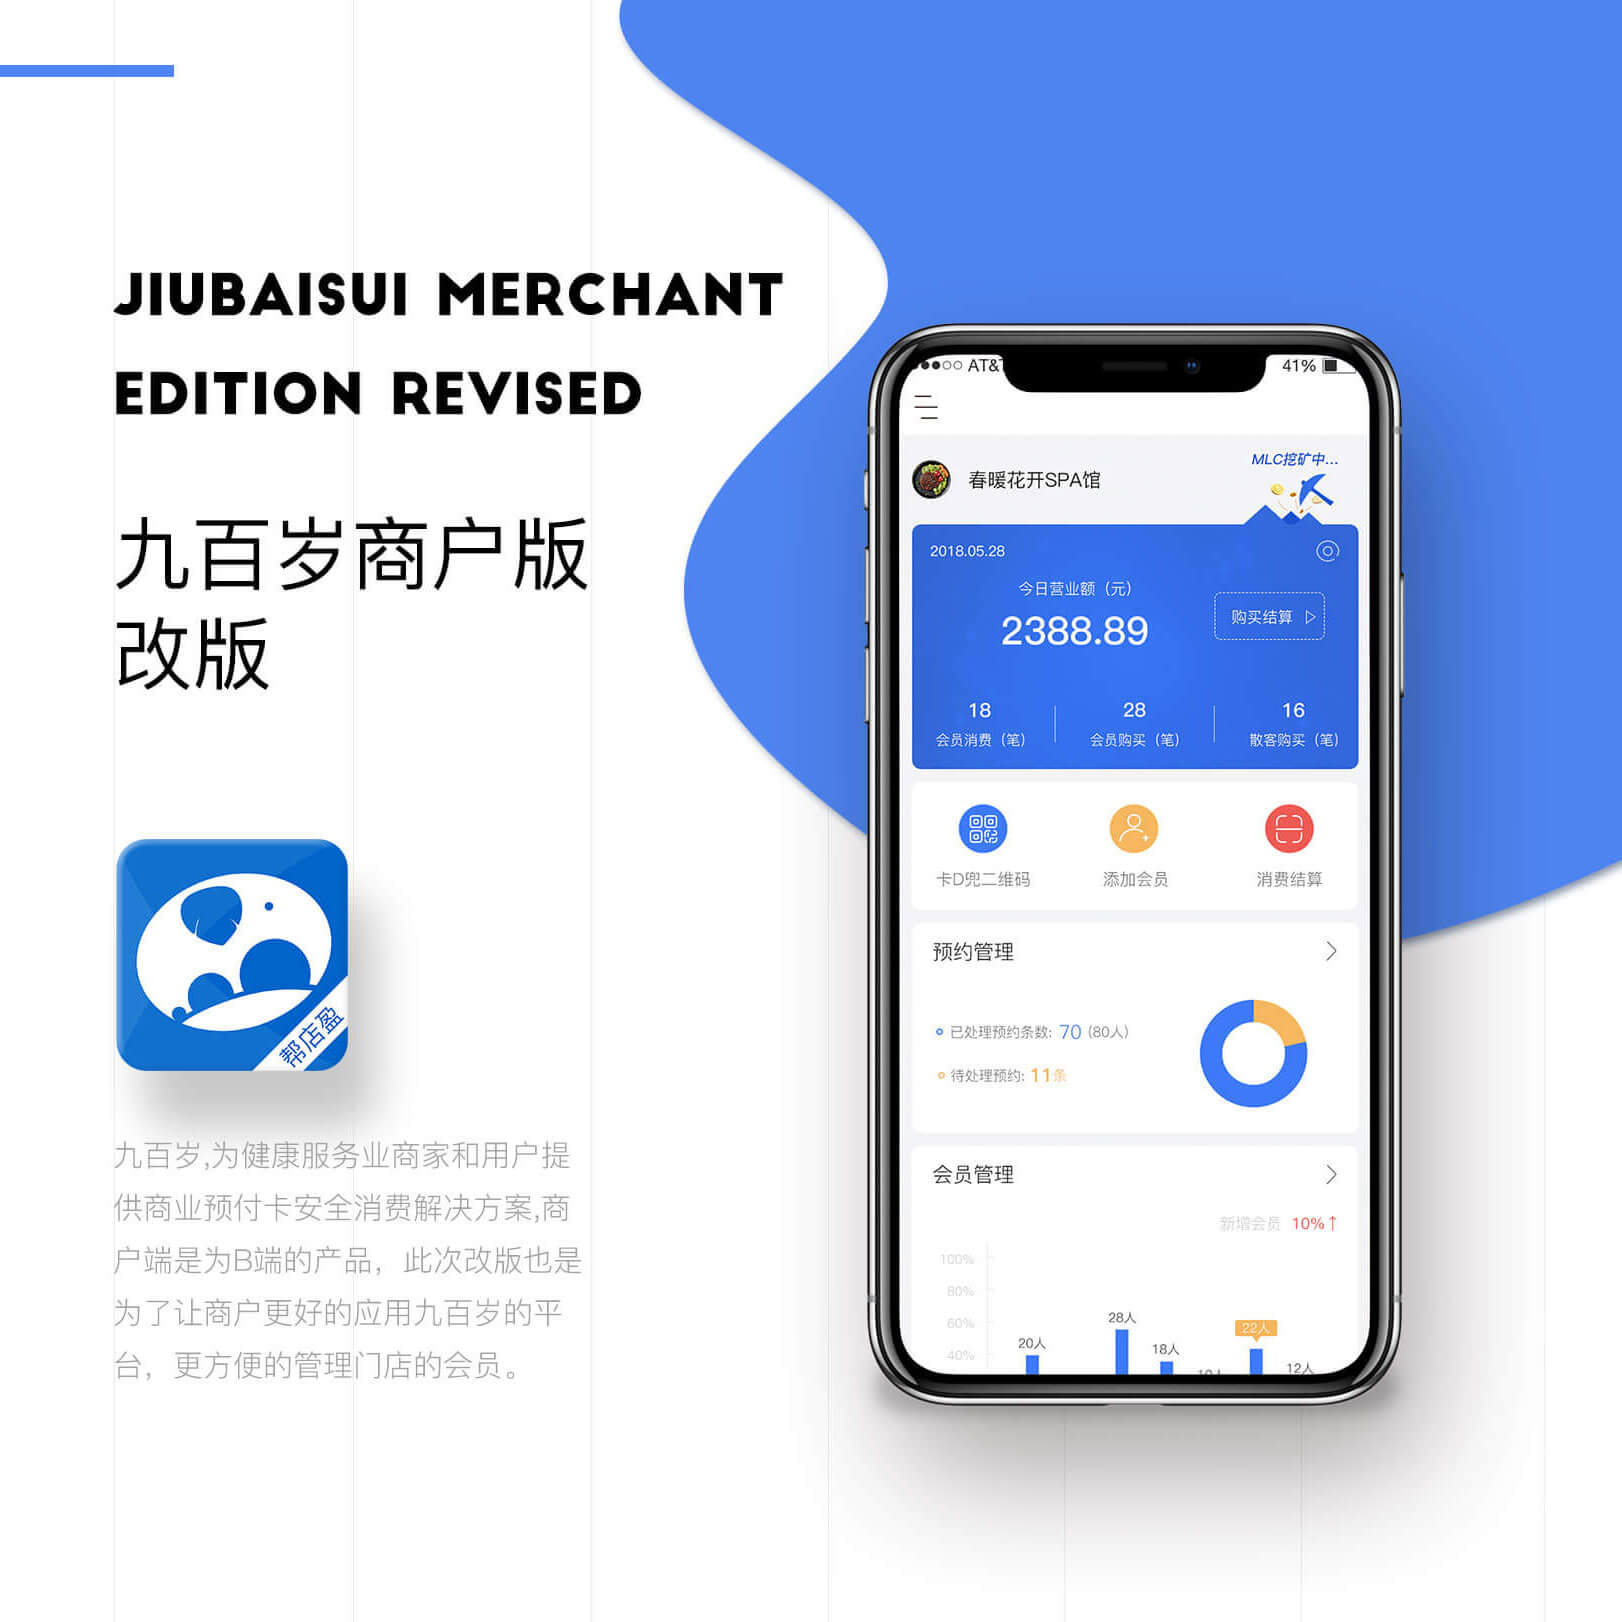 JIUBAISUI MERCHANT
EDITION REVISED
九百岁商户版
改版
帮店盈
九百岁,为健康服务业商家和用户提
供商业预付卡安全消费解决方案,商
户端是为B端的产品，此次改版也是
为了让商户更好的应用九百岁的平
台，更方便的管理门店的会员。
AT&T 41%
春暖花开SPA馆
MLC挖矿中...
2018.05.28
今日营业额（元）
2388.89
购买结算
18 28 16
会员消费（笔） 会员购买（笔） 散客购买（笔）
卡D兜二维码 添加会员 消费结算
预约管理
已处理预约条数: 70 (80人)
待处理预约: 11条
会员管理
新增会员 10%↑
100%
80%
60%
40%
28人
22人
20人
18人
12人